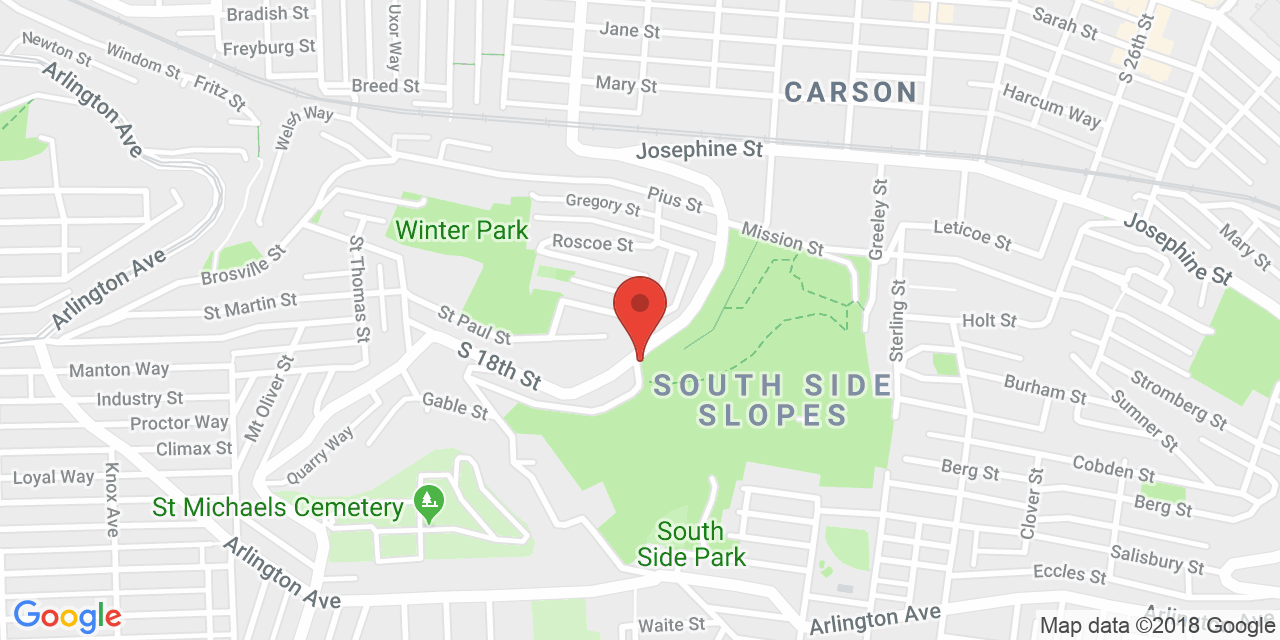 Bradish St
Freyburg St
Uxor Way
Breed St
Newton St
Windom St
Fritz St
Welsh Way
Arlington Ave
Jane St
Mary St
CARSON
Sarah St
S 26th St
Harcum Way
Josephine St
Pius St
Gregory St
Roscoe St
Winter Park
Mission St
Greeley St
Leticoe St
Josephine St
Mary St
Brosville St
Arlington Ave
St Martin St
St Thomas St
St Paul St
S 18th St
Sterling St
Holt St
Manton Way
Industry St
Proctor Way
Climax St
Loyal Way
Knox Ave
Mt Oliver St
Gable St
Quarry Way
SOUTH SIDE
SLOPES
Burham St
Stromberg St
Sumner St
Cobden St
Berg St
Berg St
Clover St
St Michaels Cemetery
South
Side Park
Salisbury St
Eccles St
Arlington Ave
Waite St
Arlington Ave
Google
Map data ©2018 Google